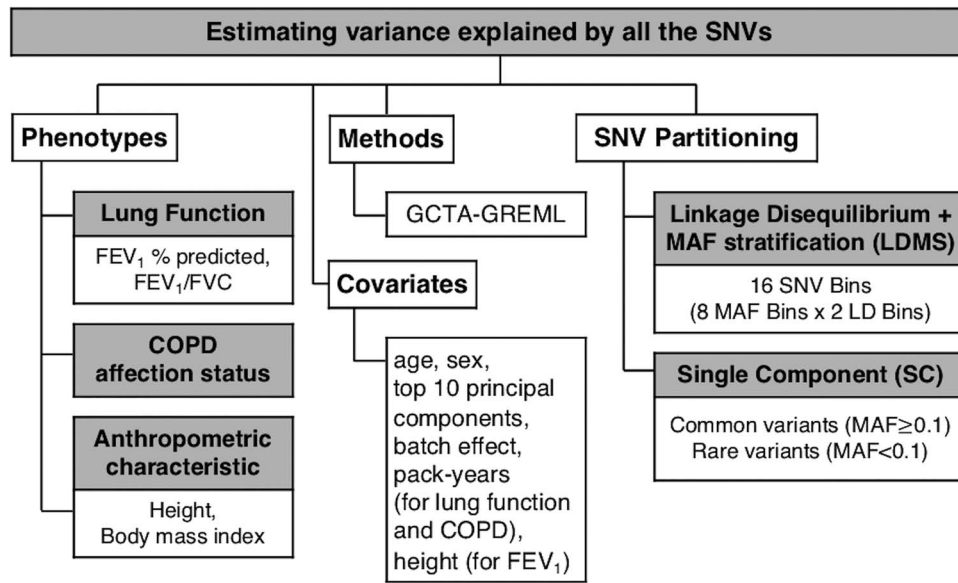 Estimating variance explained by all the SNVs
Phenotypes
Lung Function
FEV₁ % predicted,
FEV₁/FVC
COPD
affection status
Anthropometric
characteristic
Height,
Body mass index
Methods
GCTA-GREML
Covariates
age, sex,
top 10 principal
components,
batch effect,
pack-years
(for lung function
and COPD),
height (for FEV₁)
SNV Partitioning
Linkage Disequilibrium +
MAF stratification (LDMS)
16 SNV Bins
(8 MAF Bins x 2 LD Bins)
Single Component (SC)
Common variants (MAF≥0.1)
Rare variants (MAF<0.1)